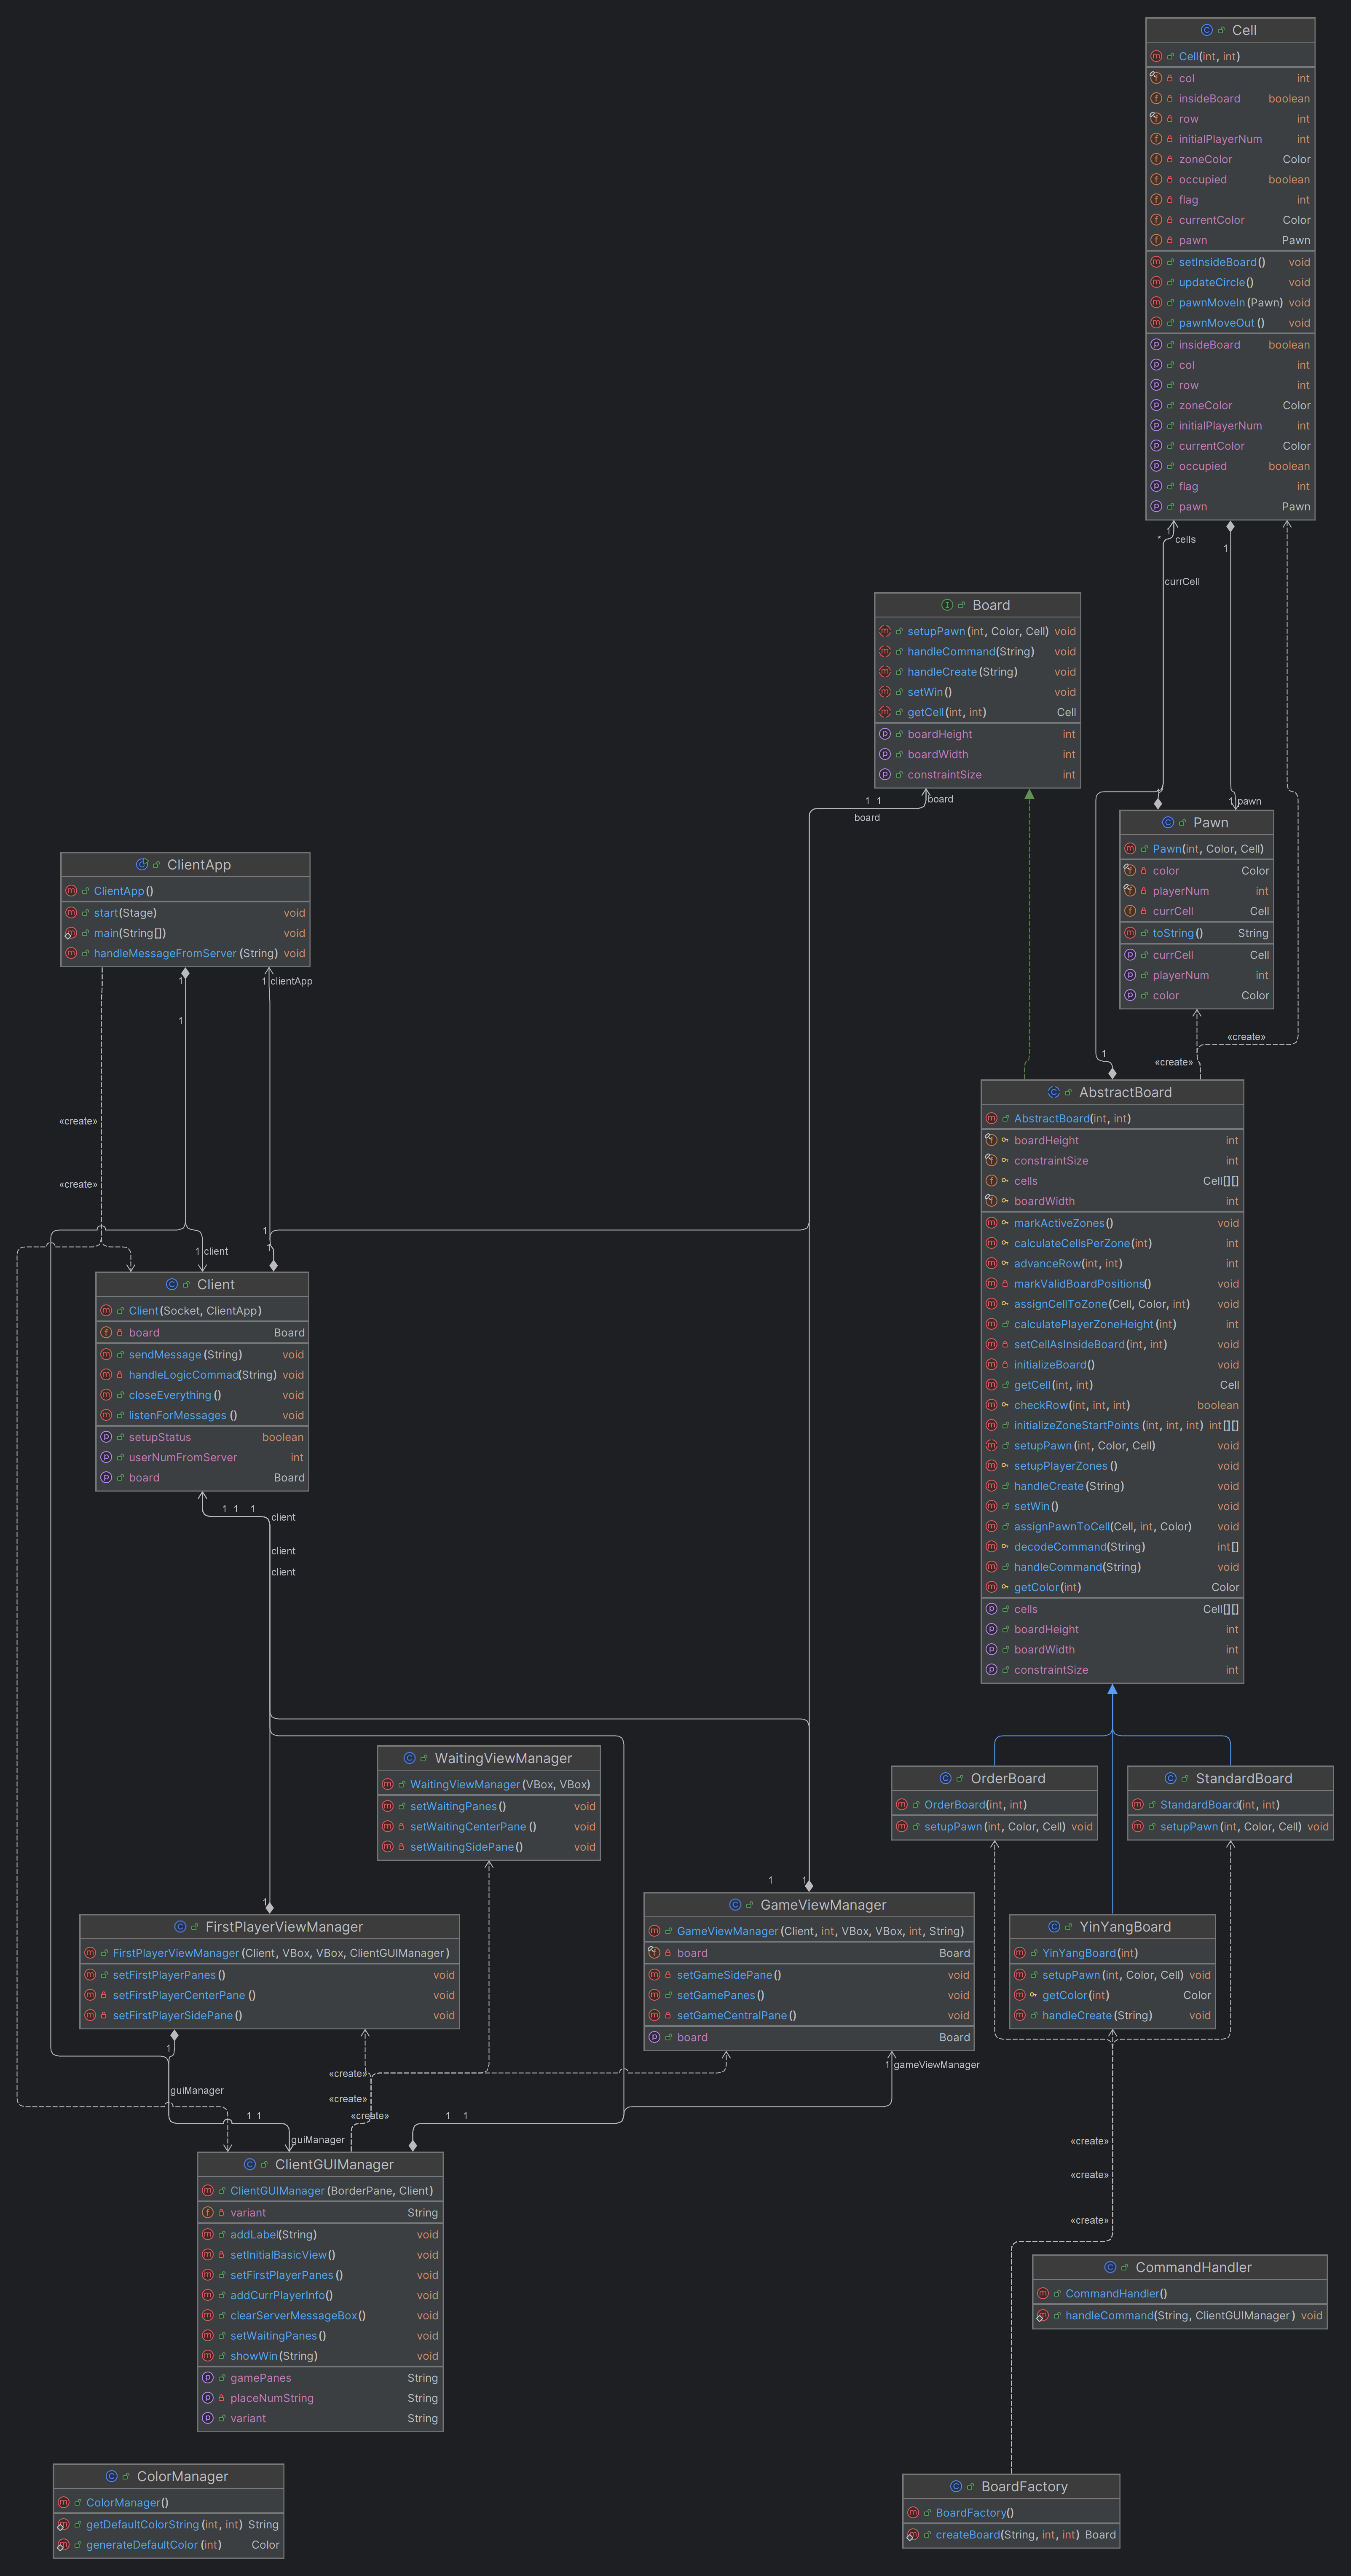 Cell
Cell(int, int)
col int
insideBoard boolean
row int
initialPlayerNum int
zoneColor Color
occupied boolean
flag int
currentColor Color
pawn Pawn
setInsideBoard() void
updateCircle() void
pawnMoveIn(Pawn) void
pawnMoveOut() void
insideBoard boolean
col int
row int
zoneColor Color
initialPlayerNum int
currentColor Color
occupied boolean
flag int
pawn Pawn
* 1 cells
1
currCell
Board
setupPawn(int, Color, Cell) void
handleCommand(String) void
handleCreate(String) void
setWin() void
getCell(int, int) Cell
boardHeight int
boardWidth int
constraintSize int
1 1 board
board
1
1 pawn
Pawn
Pawn(int, Color, Cell)
color Color
playerNum int
currCell Cell
toString() String
currCell Cell
playerNum int
color Color
ClientApp
ClientApp()
start(Stage) void
main(String[]) void
handleMessageFromServer(String) void
1
1 clientApp
1
«create»
«create»
1
«create»
«create»
AbstractBoard
AbstractBoard(int, int)
boardHeight int
constraintSize int
cells Cell[][]
boardWidth int
markActiveZones() void
calculateCellsPerZone(int) int
advanceRow(int, int) int
markValidBoardPositions() void
assignCellToZone(Cell, Color, int) void
calculatePlayerZoneHeight(int) int
setCellAsInsideBoard(int, int) void
initializeBoard() void
getCell(int, int) Cell
checkRow(int, int, int) boolean
initializeZoneStartPoints(int, int, int) int[][]
setupPawn(int, Color, Cell) void
setupPlayerZones() void
handleCreate(String) void
setWin() void
assignPawnToCell(Cell, int, Color) void
decodeCommand(String) int[]
handleCommand(String) void
getColor(int) Color
cells Cell[][]
boardHeight int
boardWidth int
constraintSize int
1
1 client
1
Client
Client(Socket, ClientApp)
board Board
sendMessage(String) void
handleLogicCommad(String) void
closeEverything() void
listenForMessages() void
setupStatus boolean
userNumFromServer int
board Board
1 1 1 client
client
client
WaitingViewManager
WaitingViewManager(VBox, VBox)
setWaitingPanes() void
setWaitingCenterPane() void
setWaitingSidePane() void
OrderBoard
OrderBoard(int, int)
setupPawn(int, Color, Cell) void
StandardBoard
StandardBoard(int, int)
setupPawn(int, Color, Cell) void
1
1 1
FirstPlayerViewManager
FirstPlayerViewManager(Client, VBox, VBox, ClientGUIManager)
setFirstPlayerPanes() void
setFirstPlayerCenterPane() void
setFirstPlayerSidePane() void
GameViewManager
GameViewManager(Client, int, VBox, VBox, int, String)
board Board
setGameSidePane() void
setGamePanes() void
setGameCentralPane() void
board Board
YinYangBoard
YinYangBoard(int)
setupPawn(int, Color, Cell) void
getColor(int) Color
handleCreate(String) void
1
1 gameViewManager
«create»
guiManager
«create»
1 1
«create»
1 1
guiManager
«create»
«create»
«create»
ClientGUIManager
ClientGUIManager(BorderPane, Client)
variant String
addLabel(String) void
setInitialBasicView() void
setFirstPlayerPanes() void
addCurrPlayerInfo() void
clearServerMessageBox() void
setWaitingPanes() void
showWin(String) void
gamePanes String
placeNumString String
variant String
CommandHandler
CommandHandler()
handleCommand(String, ClientGUIManager) void
ColorManager
ColorManager()
getDefaultColorString(int, int) String
generateDefaultColor(int) Color
BoardFactory
BoardFactory()
createBoard(String, int, int) Board